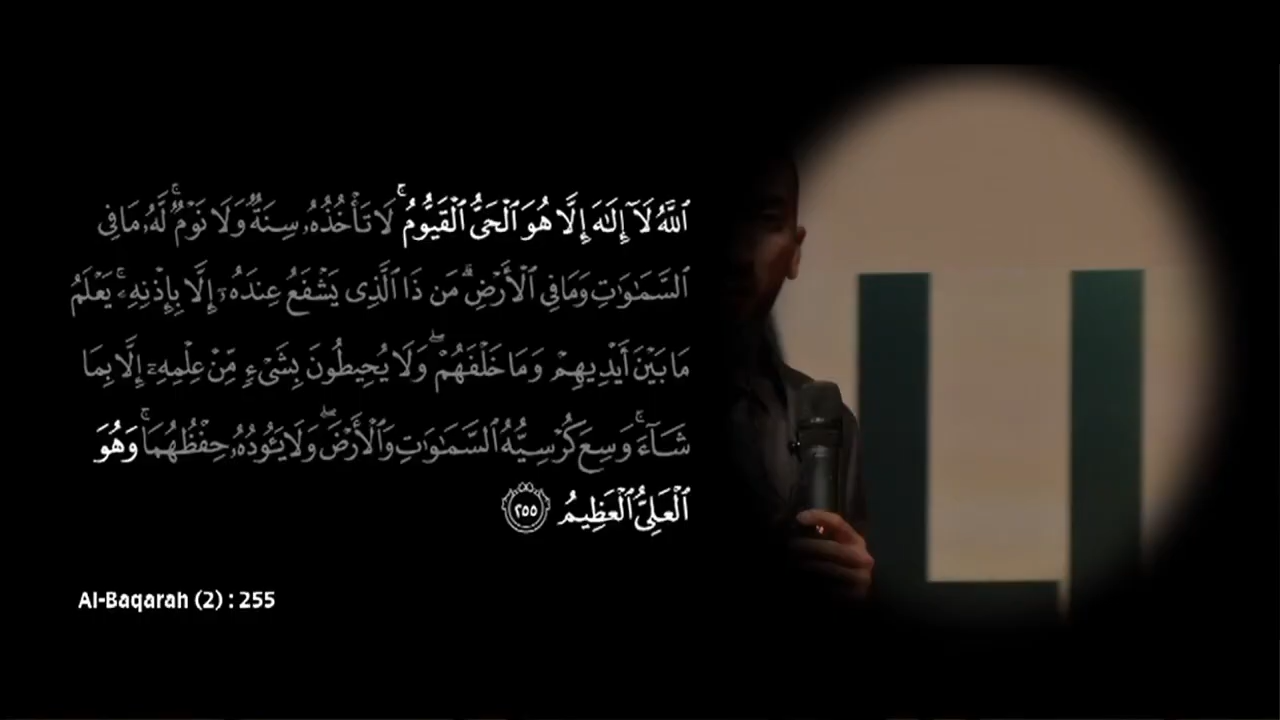 ٱللَّهُ لَآ إِلَٰهَ إِلَّا هُوَ ٱلْحَىُّ ٱلْقَيُّومُ ۚ لَا تَأْخُذُهُۥ سِنَةٌ وَلَا نَوْمٌ ۚ لَّهُۥ مَا فِى
ٱلسَّمَٰوَٰتِ وَمَا فِى ٱلْأَرْضِ ۗ مَن ذَا ٱلَّذِى يَشْفَعُ عِندَهُۥٓ إِلَّا بِإِذْنِهِۦ ۚ يَعْلَمُ
مَا بَيْنَ أَيْدِيهِمْ وَمَا خَلْفَهُمْ ۖ وَلَا يُحِيطُونَ بِشَىْءٍ مِّنْ عِلْمِهِۦٓ إِلَّا بِمَا
شَآءَ ۚ وَسِعَ كُرْسِيُّهُ ٱلسَّمَٰوَٰتِ وَٱلْأَرْضَ ۖ وَلَا يَـُٔودُهُۥ حِفْظُهُمَا ۚ وَهُوَ
ٱلْعَلِىُّ ٱلْعَظِيمُ ٢٥٥
Al-Baqarah (2) : 255